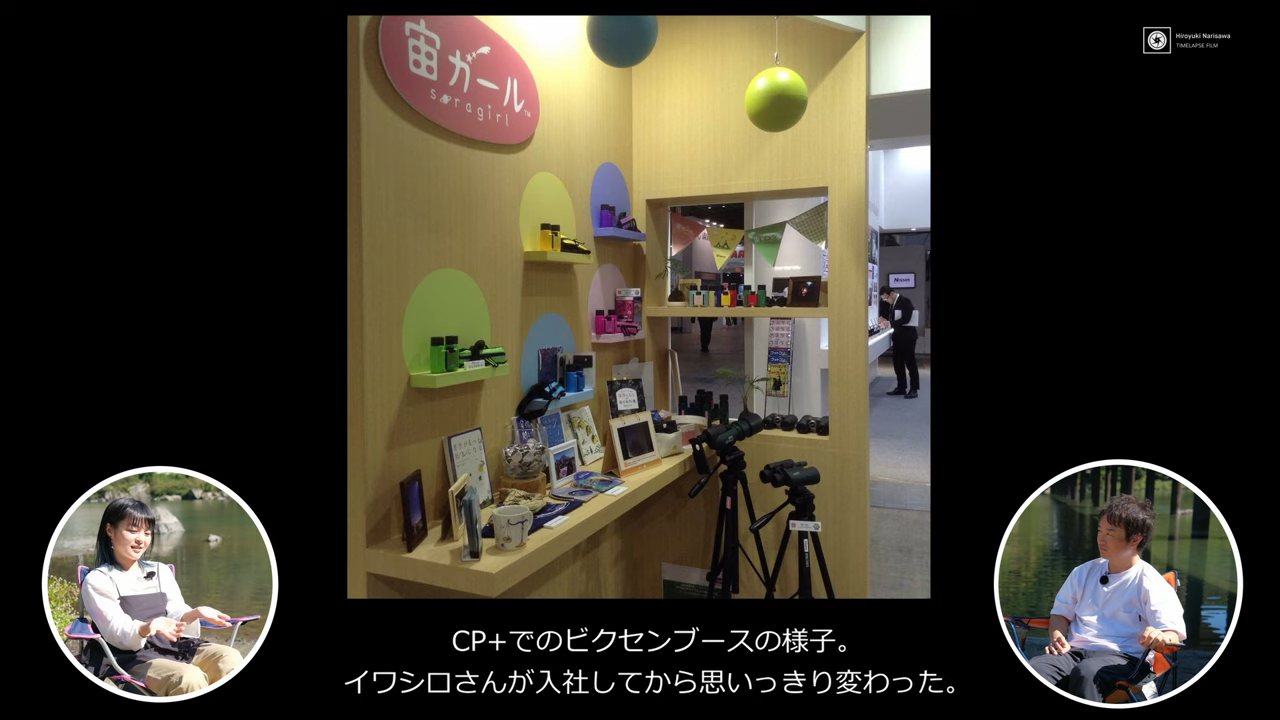 宙ガール
soragirl
TM
Hiroyuki Narisawa
TIMELAPSE FILM
CP+でのビクセンブースの様子。
イワシロさんが入社してから思いっきり変わった。